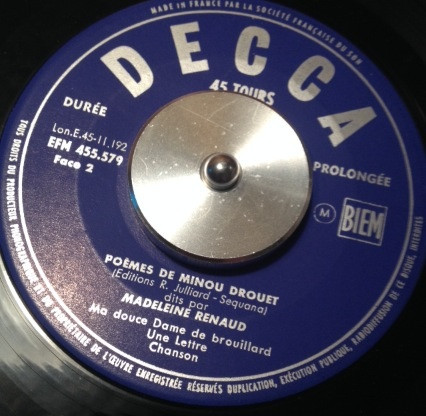 MADE IN FRANCE PAR LA SOCIÉTÉ FRANÇAISE DU SON
DECCA
45 TOURS
DURÉE
PROLONGÉE
Lon.E.45-11.192
EFM 455.579
Face 2
M
BIEM
POÈMES DE MINOU DROUET
(Editions R. Julliard - Sequana)
dits par
MADELEINE RENAUD
Ma douce Dame de brouillard
Une Lettre
Chanson
TOUS DROITS DU PRODUCTEUR PHONOGRAPHIQUE ET DU PROPRIÉTAIRE DE L'ŒUVRE ENREGISTRÉE RÉSERVÉS DUPLICATION, EXÉCUTION PUBLIQUE, RADIODIFFUSION DE CE DISQUE, INTERDITES